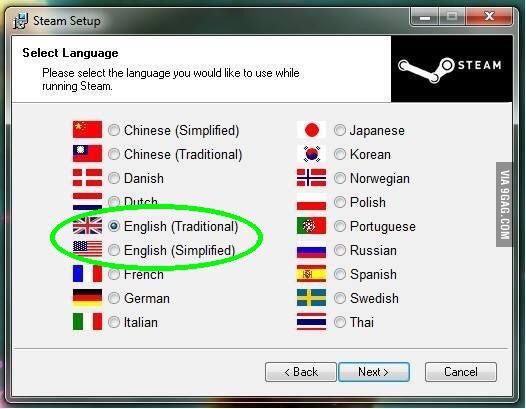 Steam Setup
Select Language
Please select the language you would like to use while
running Steam.
STEAM
Chinese (Simplified)
Chinese (Traditional)
Danish
Dutch
English (Traditional)
English (Simplified)
French
German
Italian
Japanese
Korean
Norwegian
Polish
Portuguese
Russian
Spanish
Swedish
Thai
< Back
Next >
Cancel
VIA 9GAG.COM